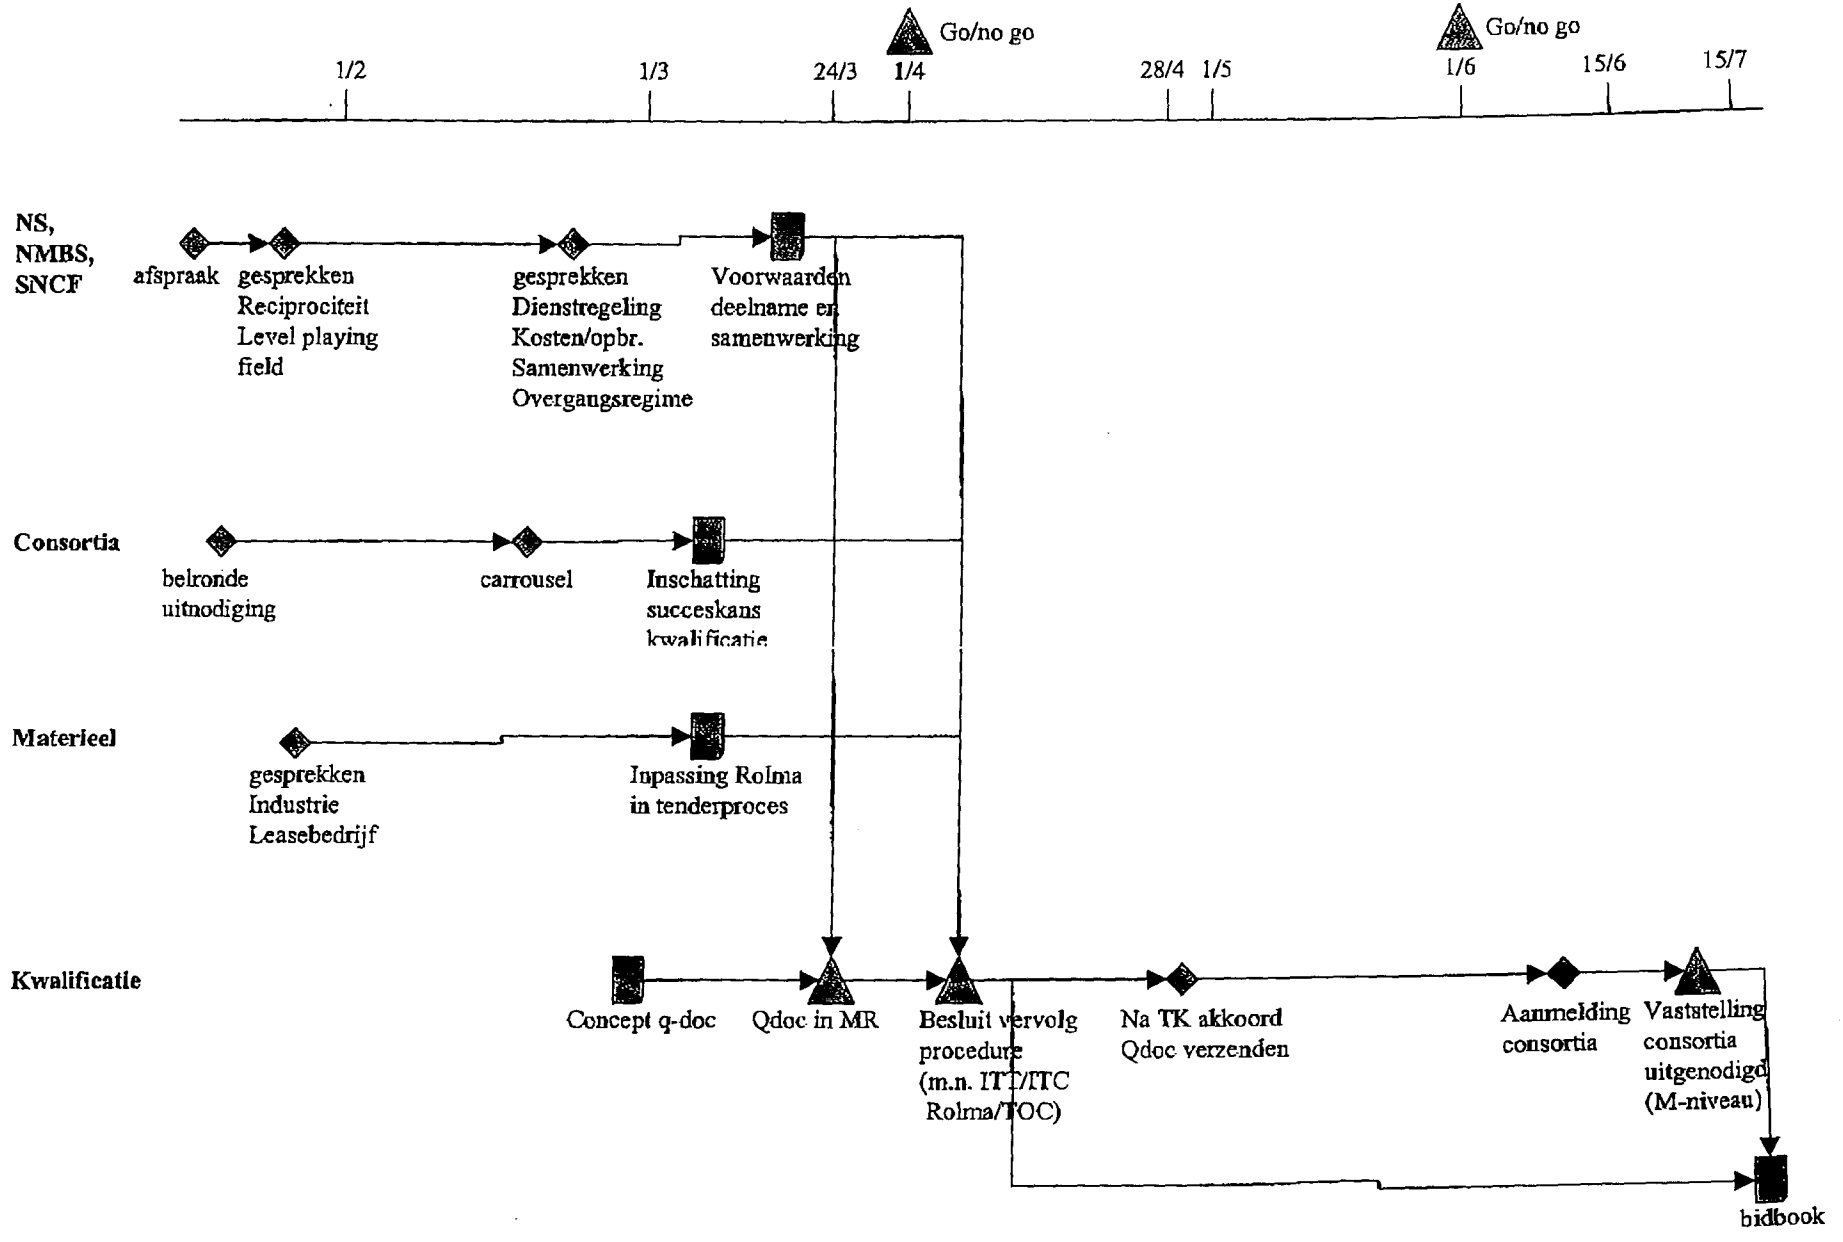 Go/no go
Go/no go
1/2
1/3
24/3
1/4
28/4
1/5
1/6
15/6
15/7
NS,
NMBS,
SNCF
afspraak
gesprekken
Reciprociteit
Level playing
field
gesprekken
Dienstregeling
Kosten/opbr.
Samenwerking
Overgangsregime
Voorwaarden
deelname en
samenwerking
Consortia
belronde
uitnodiging
carrousel
Inschatting
succeskans
kwalificatie
Materieel
gesprekken
Industrie
Leasebedrijf
Inpassing Rolma
in tenderproces
Kwalificatie
Concept q-doc
Qdoc in MR
Besluit vervolg
procedure
(m.n. ITT/ITC
Rolma/TOC)
Na TK akkoord
Qdoc verzenden
Aanmelding
consortia
Vaststelling
consortia
uitgenodigd
(M-niveau)
bidbook